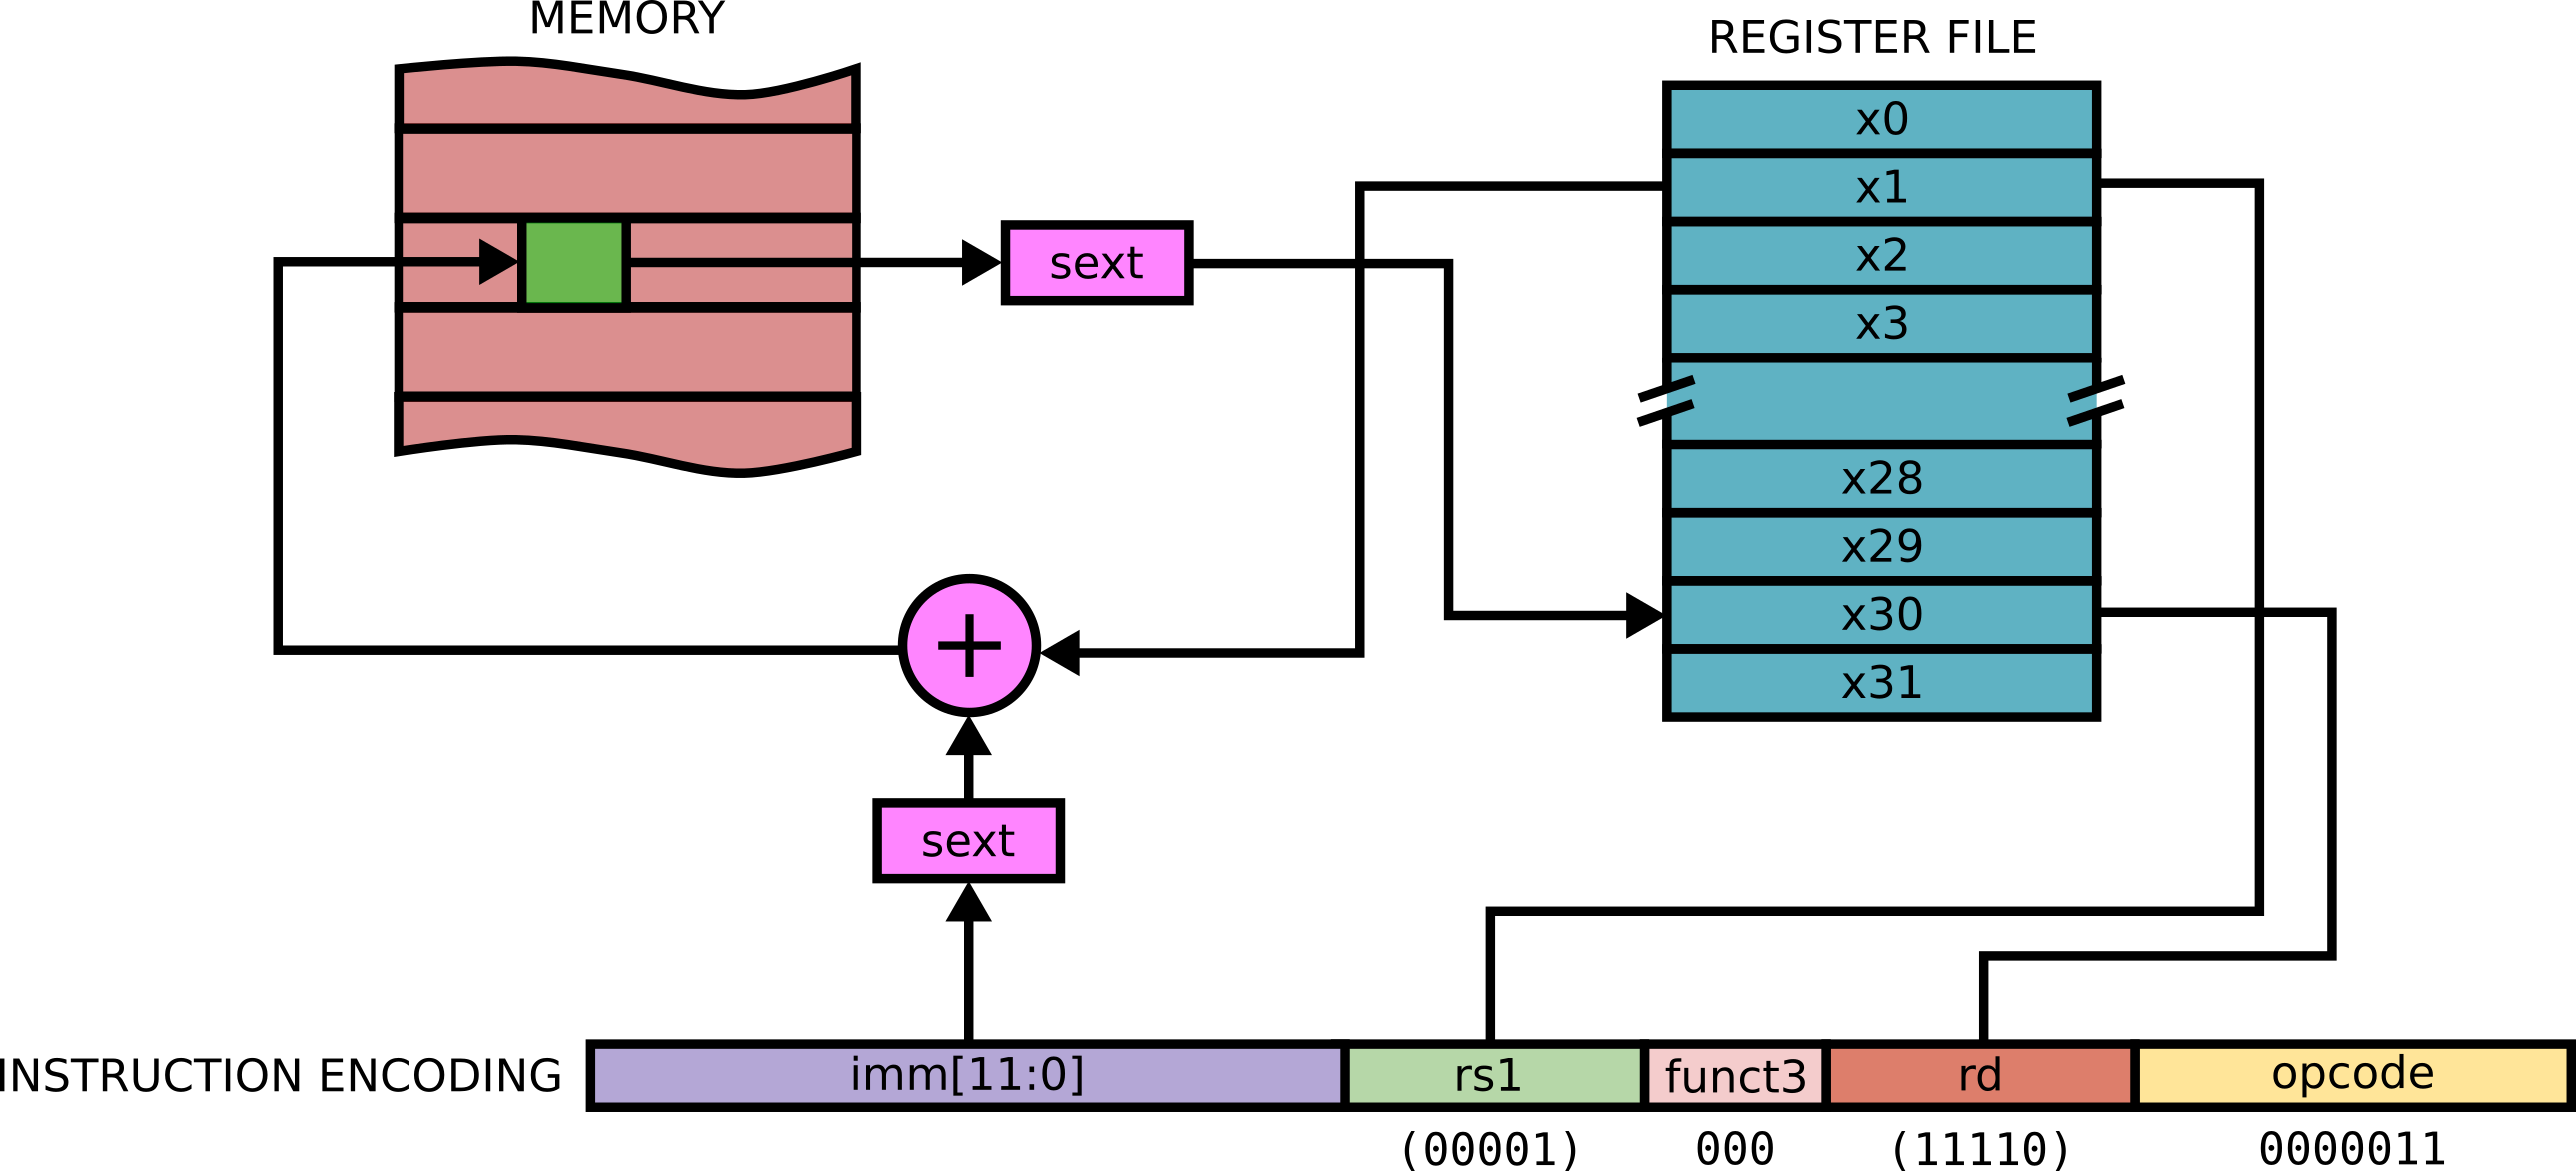 MEMORY
REGISTER FILE
x0
x1
x2
x3
x28
x29
x30
x31
sext
+
sext
INSTRUCTION ENCODING
imm[11:0] rs1 funct3 rd opcode
(00001) 000 (11110) 0000011